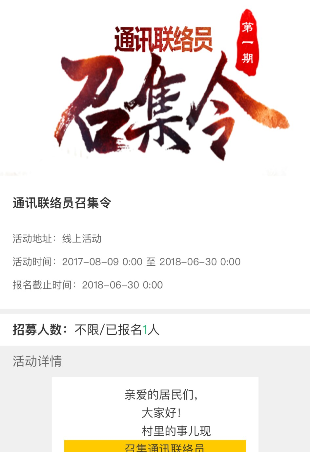 通讯联络员
第一期
召集令
通讯联络员召集令
活动地址：线上活动
活动时间：2017-08-09 0:00 至 2018-06-30 0:00
报名截止时间：2018-06-30 0:00
招募人数：不限/已报名1人
活动详情
亲爱的居民们，
大家好！
村里的事儿现
召集通讯联络员